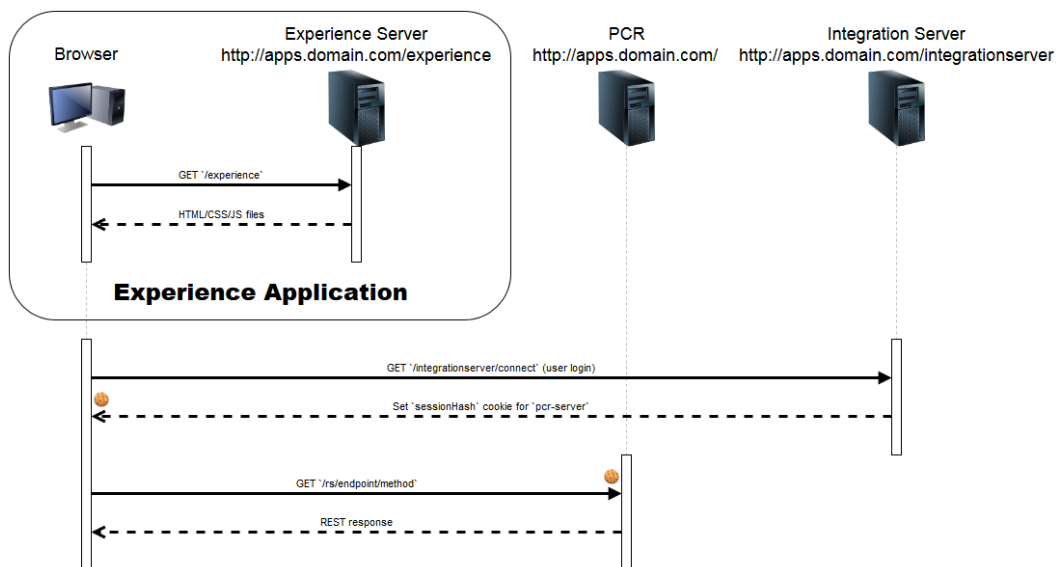 Browser
Experience Server
http://apps.domain.com/experience
PCR
http://apps.domain.com/
Integration Server
http://apps.domain.com/integrationserver
GET `/experience`
HTML/CSS/JS files
Experience Application
GET `/integrationserver/connect` (user login)
Set `sessionHash` cookie for `pcr-server`
GET `/rs/endpoint/method`
REST response